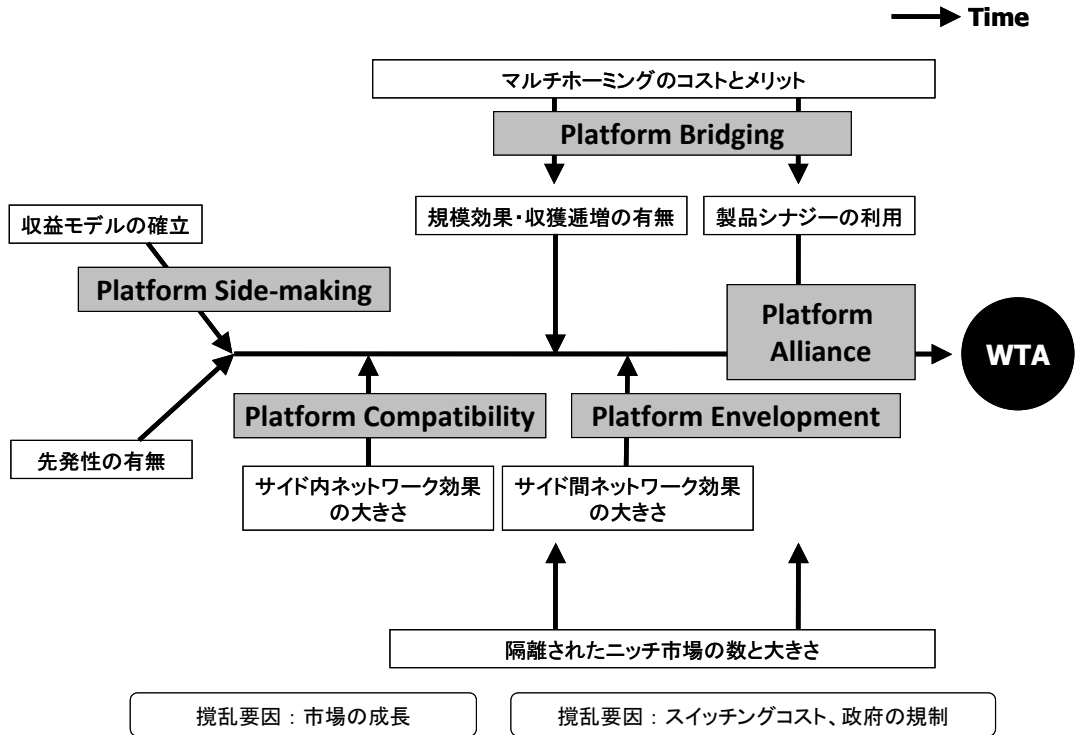 Time
マルチホーミングのコストとメリット
Platform Bridging
収益モデルの確立
規模効果・収獲逓増の有無
製品シナジーの利用
Platform Side-making
Platform
Alliance
WTA
Platform Compatibility
Platform Envelopment
先発性の有無
サイド内ネットワーク効果
の大きさ
サイド間ネットワーク効果
の大きさ
隔離されたニッチ市場の数と大きさ
撹乱要因：市場の成長
撹乱要因：スイッチングコスト、政府の規制